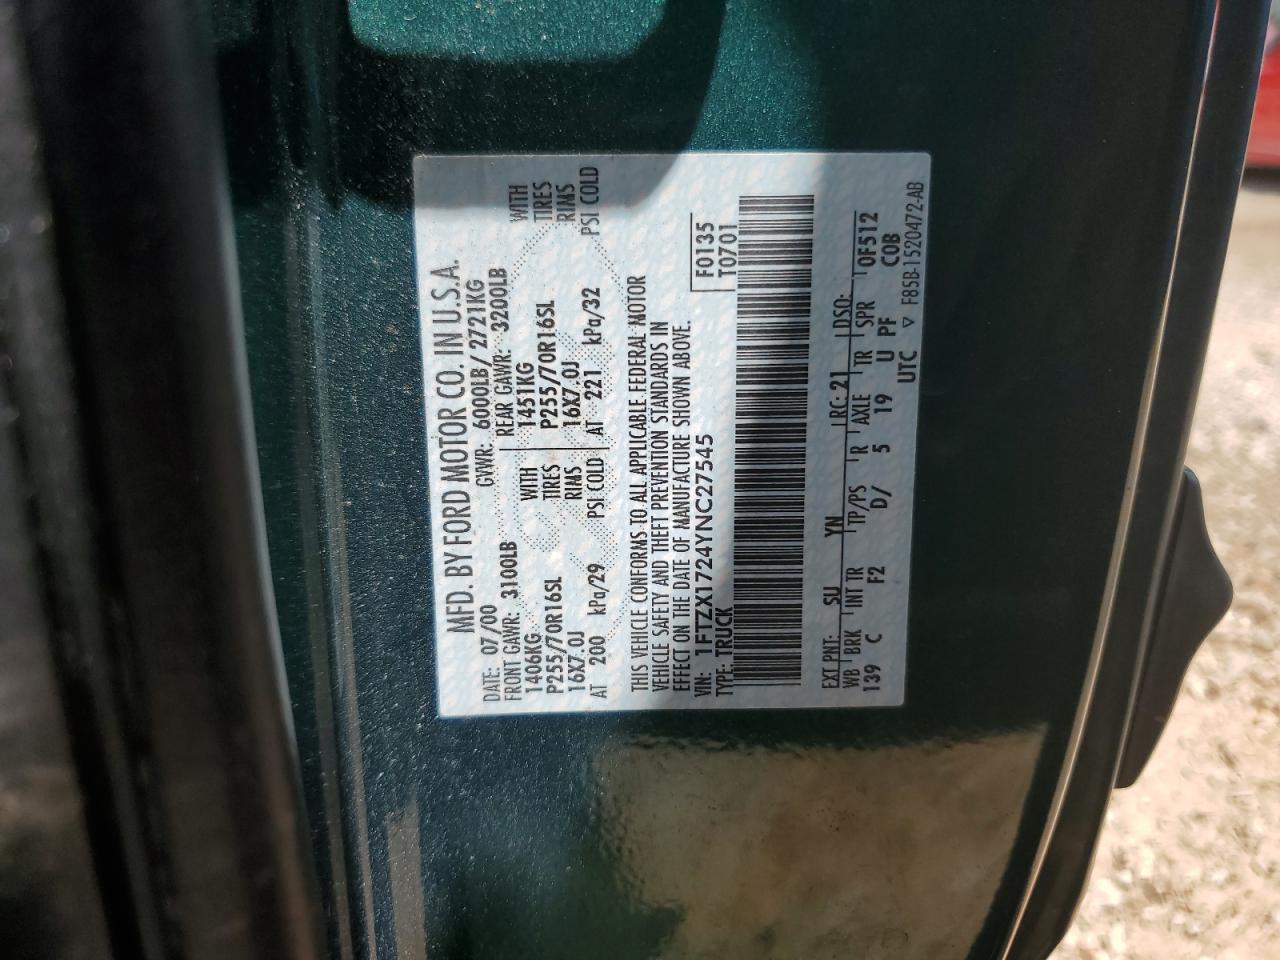 MFD. BY FORD MOTOR CO. IN U.S.A.
DATE: 07/00 GVWR: 6000LB/ 2721KG
FRONT GAWR: 3100LB REAR GAWR: 3200LB
1406KG WITH 1451KG WITH
P255/70R16SL TIRES P255/70R16SL TIRES
16X7.0J RIMS 16X7.0J RIMS
AT 200 kPa/29 PSI COLD AT 221 kPa/32 PSI COLD
THIS VEHICLE CONFORMS TO ALL APPLICABLE FEDERAL MOTOR
VEHICLE SAFETY AND THEFT PREVENTION STANDARDS IN
EFFECT ON THE DATE OF MANUFACTURE SHOWN ABOVE.
VIN: 1FTZX1724YNC27545 F0135
TYPE: TRUCK T0701
EXT PNT: SU YN RC: 21 DSO:
WB BRK INT TR TP/PS R AXLE TR SPR 0F512
139 C F2 D/ 5 19 U PF COB
UTC ▽ F85B-1520472-AB